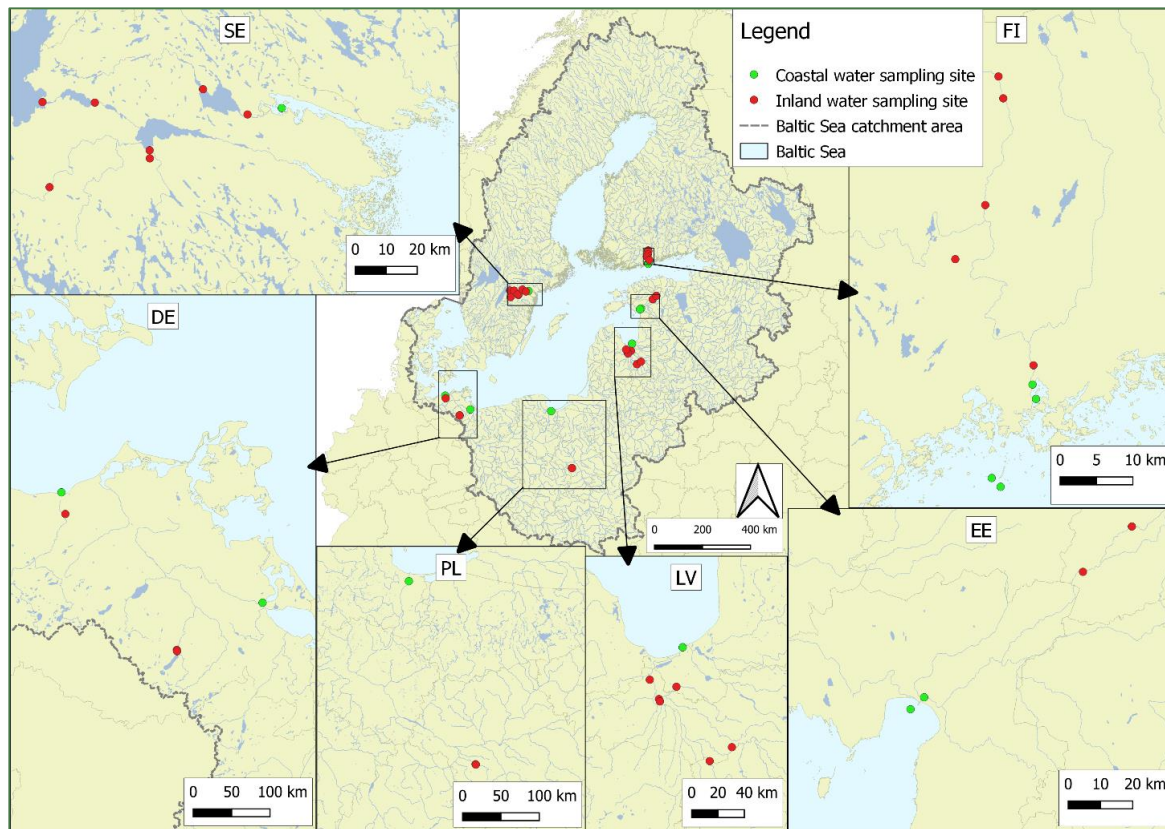 SE
0 10 20 km
Legend
Coastal water sampling site
Inland water sampling site
Baltic Sea catchment area
Baltic Sea
FI
0 5 10 km
DE
0 50 100 km
0 200 400 km
PL
0 50 100 km
LV
0 20 40 km
EE
0 10 20 km